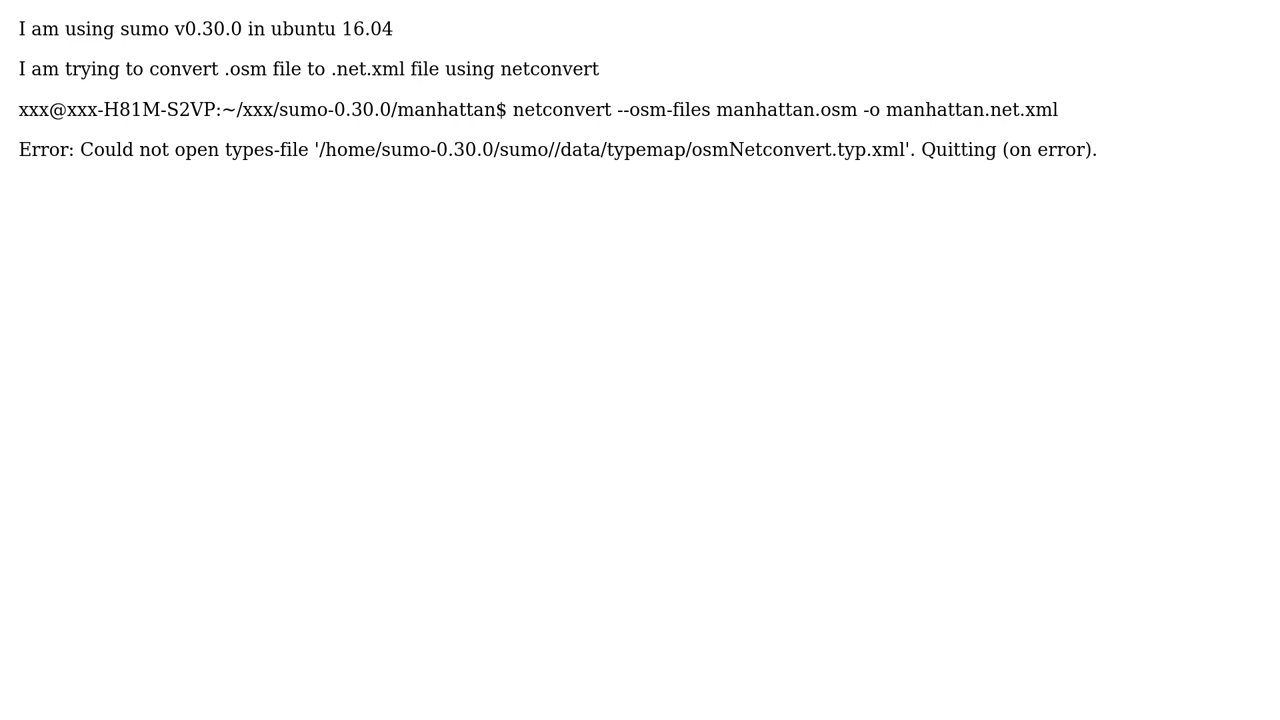 I am using sumo v0.30.0 in ubuntu 16.04
I am trying to convert .osm file to .net.xml file using netconvert
xxx@xxx-H81M-S2VP:~/xxx/sumo-0.30.0/manhattan$ netconvert --osm-files manhattan.osm -o manhattan.net.xml
Error: Could not open types-file '/home/sumo-0.30.0/sumo//data/typemap/osmNetconvert.typ.xml'. Quitting (on error).